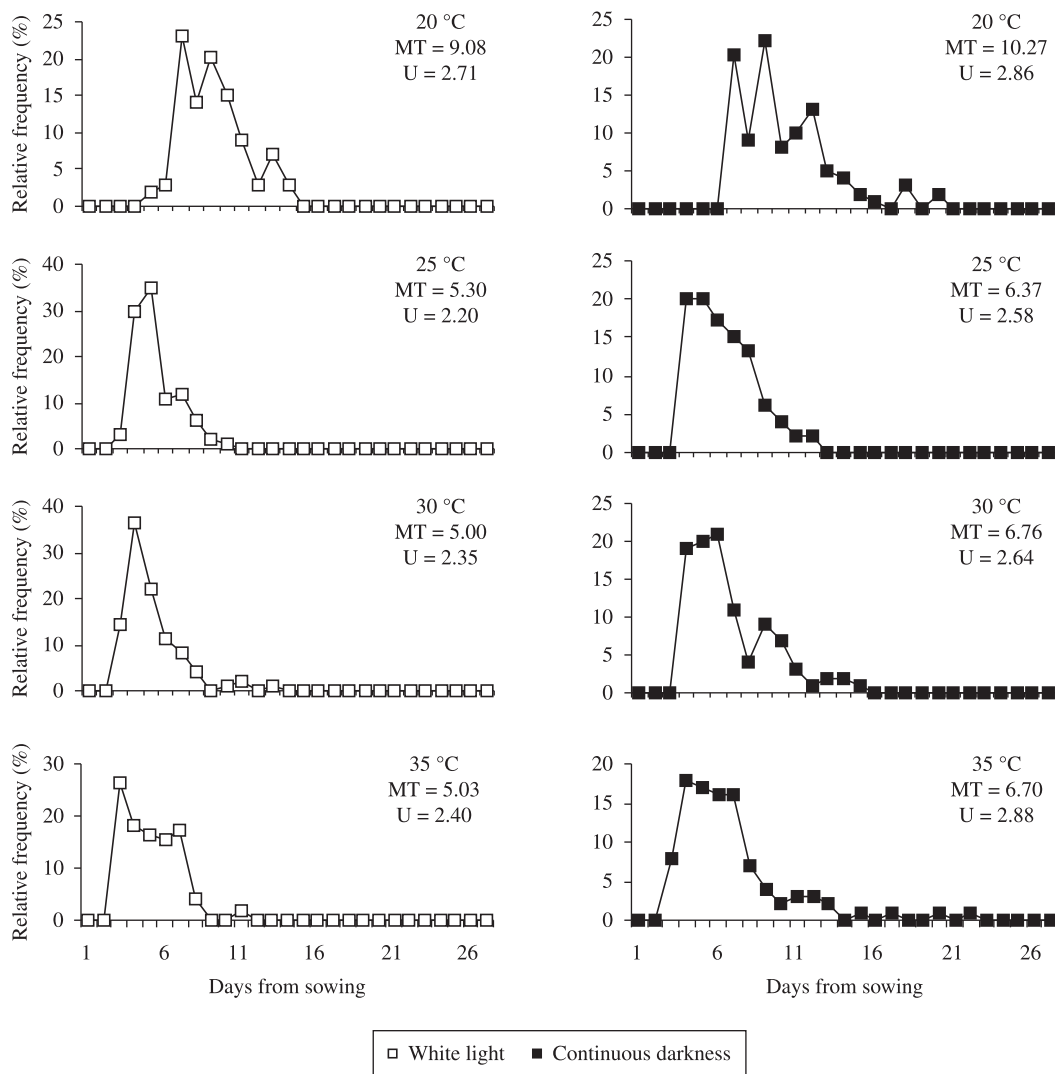 Relative frequency (%)
25
20
15
10
5
0
20 °C
MT = 9.08
U = 2.71
25
20
15
10
5
0
20 °C
MT = 10.27
U = 2.86
Relative frequency (%)
40
30
20
10
0
25 °C
MT = 5.30
U = 2.20
25
20
15
10
5
0
25 °C
MT = 6.37
U = 2.58
Relative frequency (%)
40
30
20
10
0
30 °C
MT = 5.00
U = 2.35
25
20
15
10
5
0
30 °C
MT = 6.76
U = 2.64
Relative frequency (%)
30
20
10
0
35 °C
MT = 5.03
U = 2.40
1 6 11 16 21 26
Days from sowing
20
15
10
5
0
35 °C
MT = 6.70
U = 2.88
1 6 11 16 21 26
Days from sowing
White light Continuous darkness